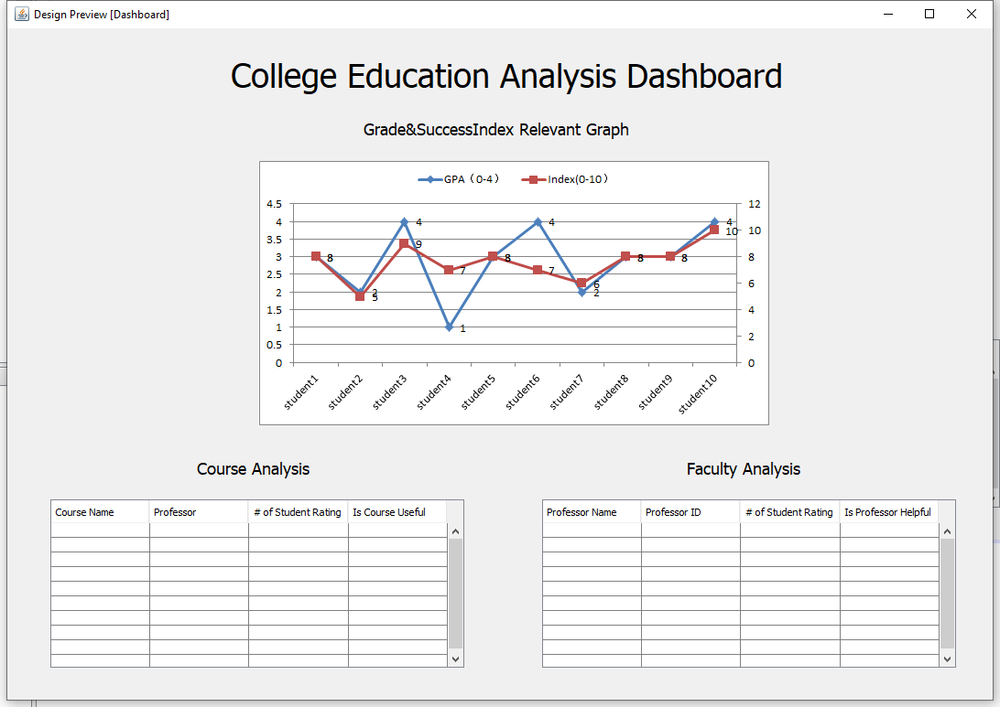 Design Preview [Dashboard]
College Education Analysis Dashboard
Grade&SuccessIndex Relevant Graph
GPA（0-4） Index(0-10）
4.5 12
4 10
3.5 8
3 6
2.5 4
2 2
1.5 0
1
0.5
0
8 2 5 4 9 7 1 8 4 7 6 2 8 8 4 10
student1 student2 student3 student4 student5 student6 student7 student8 student9 student10
Course Analysis Faculty Analysis
Course Name Professor # of Student Rating Is Course Useful
Professor Name Professor ID # of Student Rating Is Professor Helpful